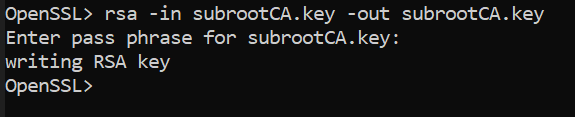 OpenSSL> rsa -in subrootCA.key -out subrootCA.key
Enter pass phrase for subrootCA.key:
writing RSA key
OpenSSL>